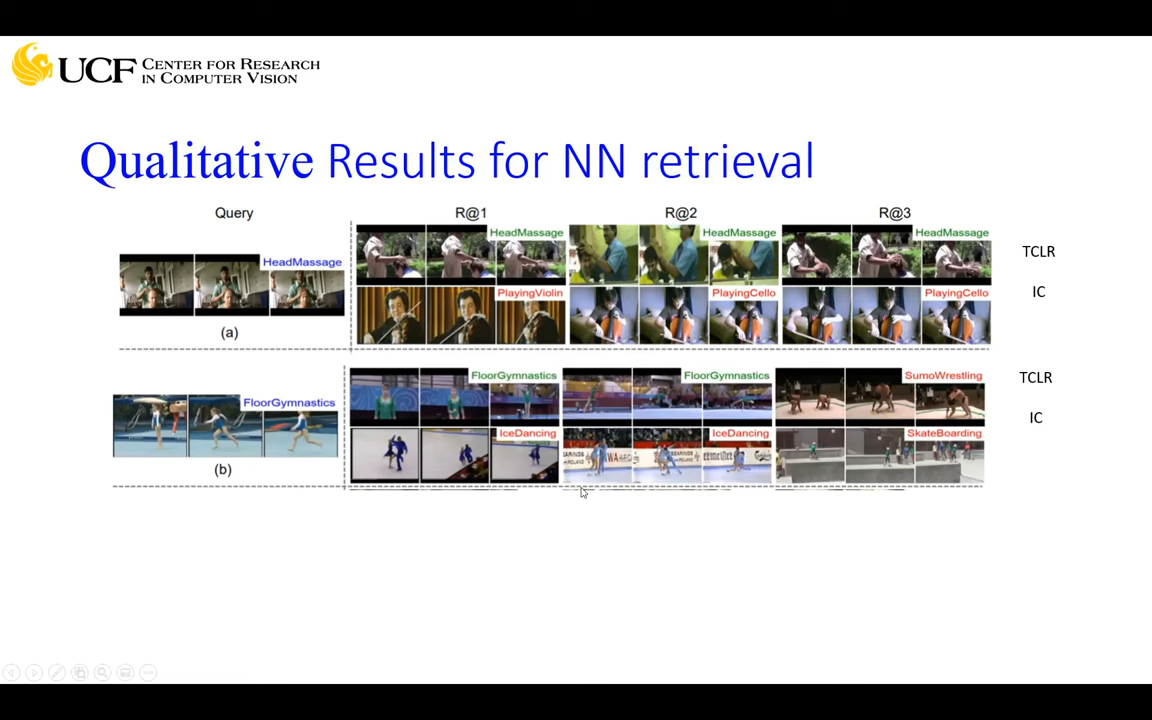 UCF CENTER FOR RESEARCH
IN COMPUTER VISION
Qualitative Results for NN retrieval
Query R@1 R@2 R@3
HeadMassage HeadMassage HeadMassage TCLR
HeadMassage
PlayingViolin PlayingCello PlayingCello IC
(a)
FloorGymnastics FloorGymnastics SumoWrestling TCLR
FloorGymnastics
IceDancing IceDancing SkateBoarding IC
(b)